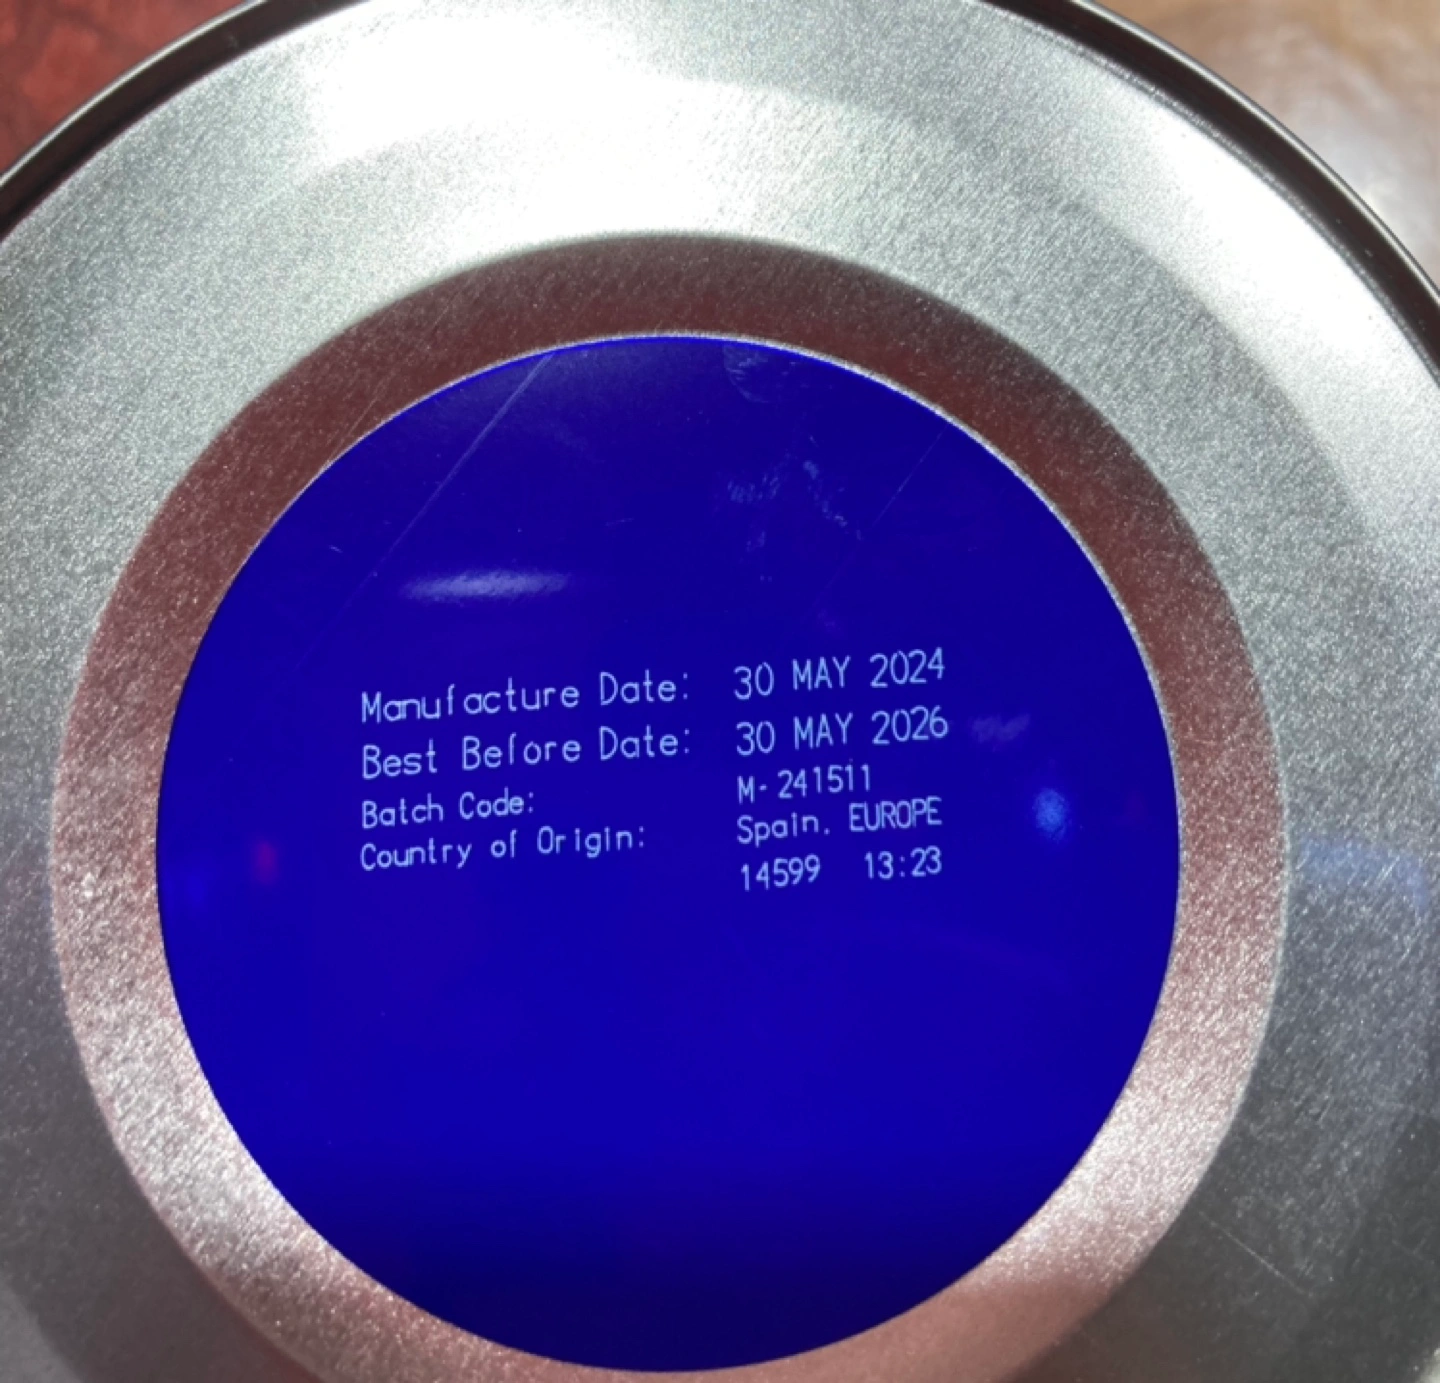 Manufacture Date: 30 MAY 2024
Best Before Date: 30 MAY 2026
Batch Code: M-241511
Country of Origin: Spain. EUROPE
14599 13:23